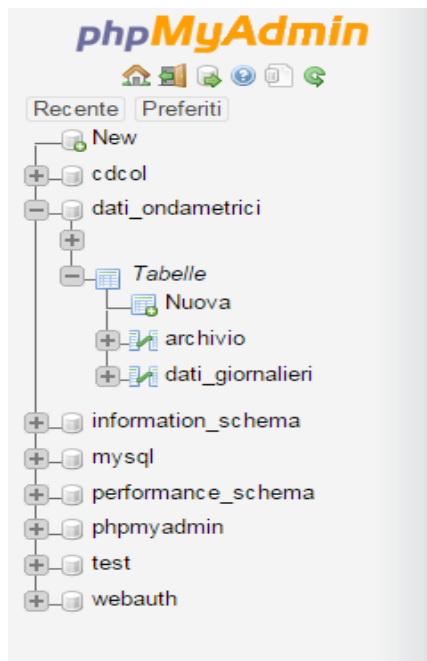 phpMyAdmin
Recente Preferiti
New
cdcol
dati_ondametrici
Tabelle
Nuova
archivio
dati_giornalieri
information_schema
mysql
performance_schema
phpmyadmin
test
webauth